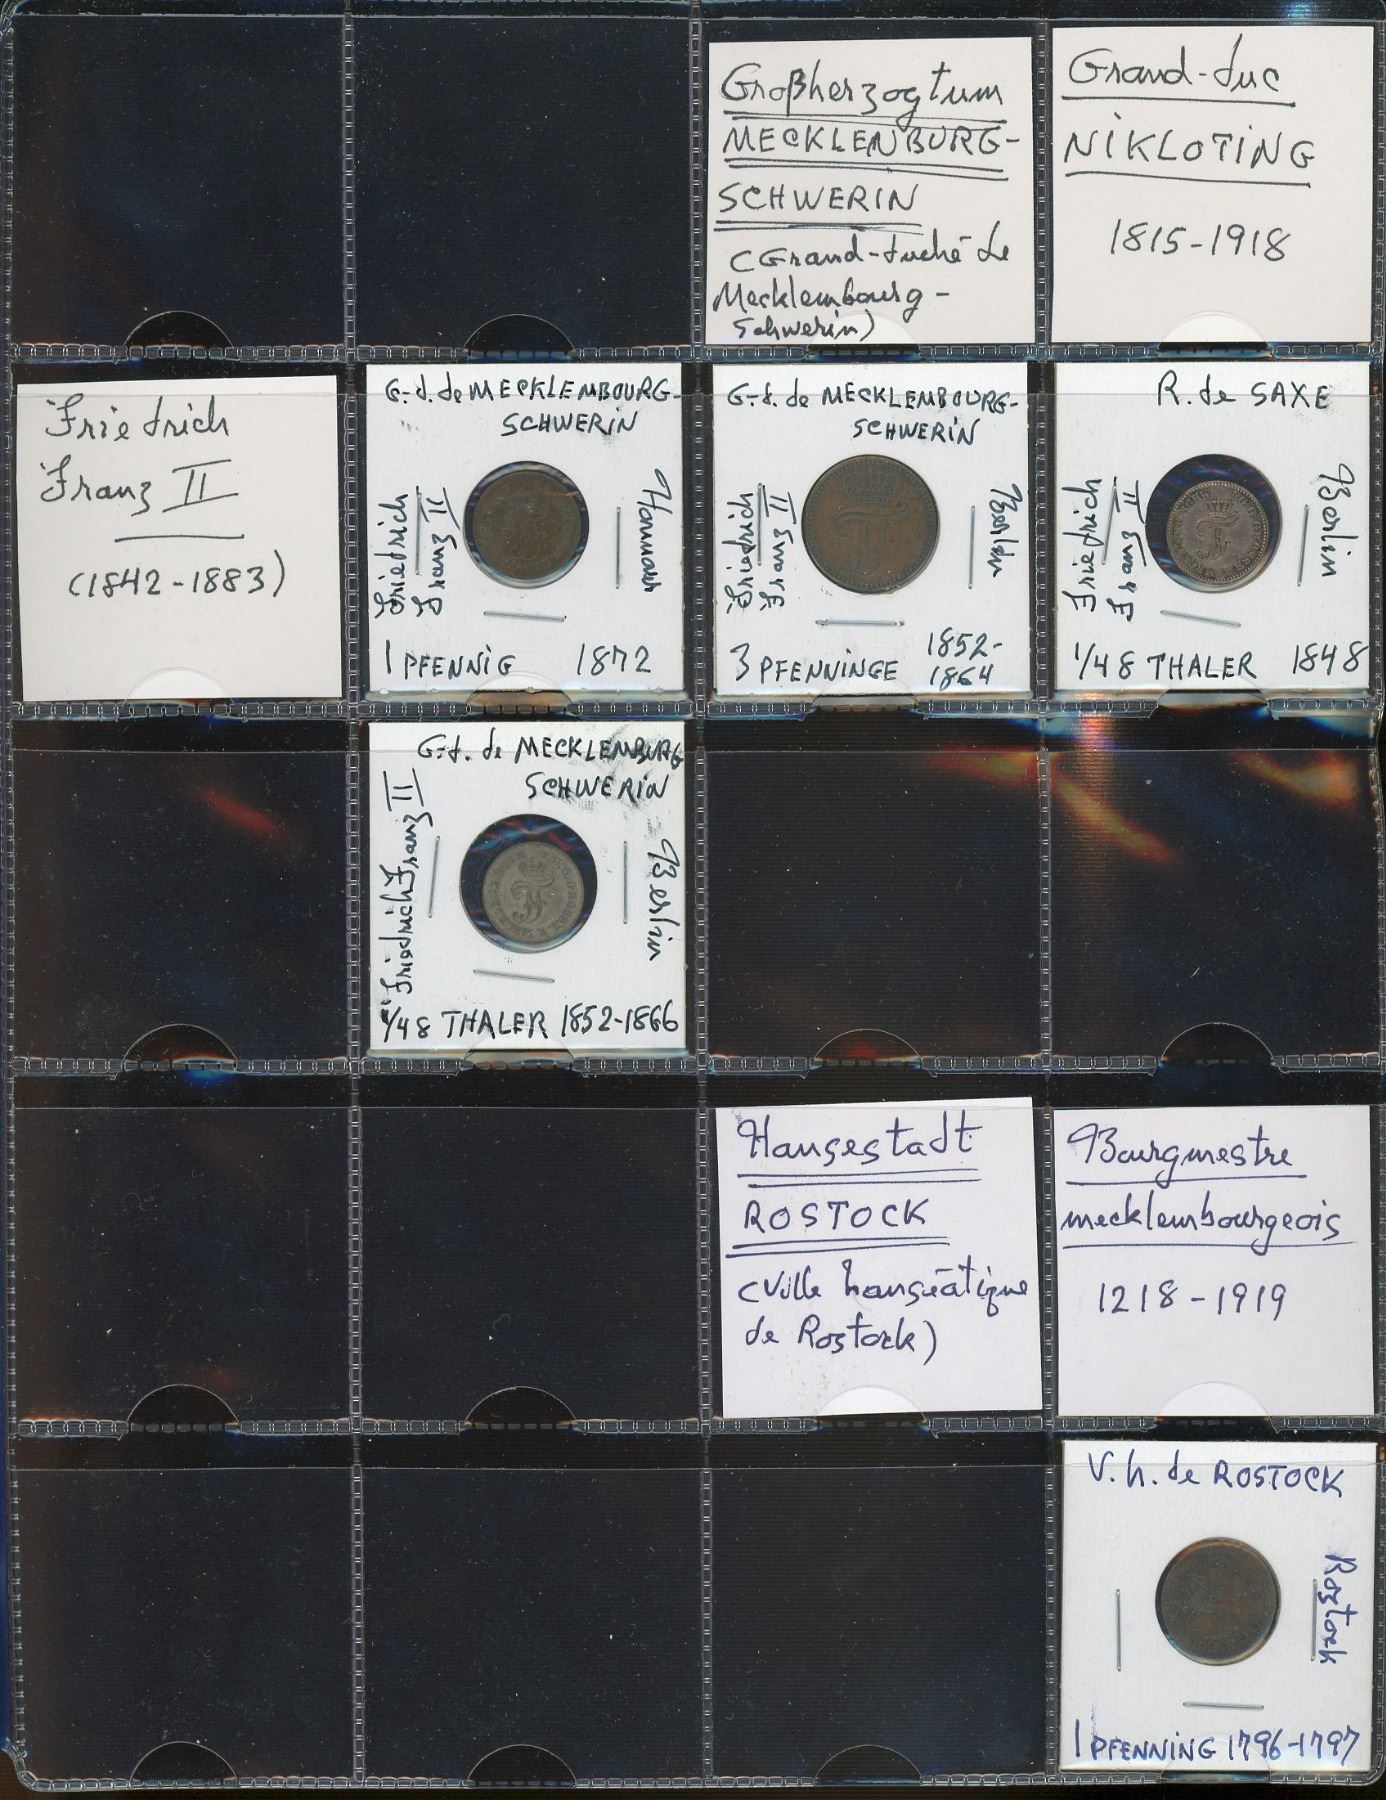 Großherzogtum
MECKLENBURG-
SCHWERIN
(Grand-duché de
Mecklembourg-
Schwerin)
Grand-duc
NIKLOTING
1815-1918
Friedrich
Franz II
(1842-1883)
G.-d. de MECKLEMBOURG-
SCHWERIN
Friedrich
Franz II
1 PFENNIG 1872
G.-d. de MECKLEMBOURG-
SCHWERIN
Friedrich
Franz II
Berlin
3 PFENNINGE 1852-
1864
R. de SAXE
Friedrich
Franz II
Berlin
1/48 THALER 1848
G.-d. de MECKLEMBURG
SCHWERIN
Friedrich Franz II
Berlin
1/48 THALER 1852-1866
Hansestadt
ROSTOCK
(Ville hanséatique
de Rostock)
Bourgmestre
mecklembourgeois
1218-1919
V. h. de ROSTOCK
Rostock
1 PFENNING 1796-1797